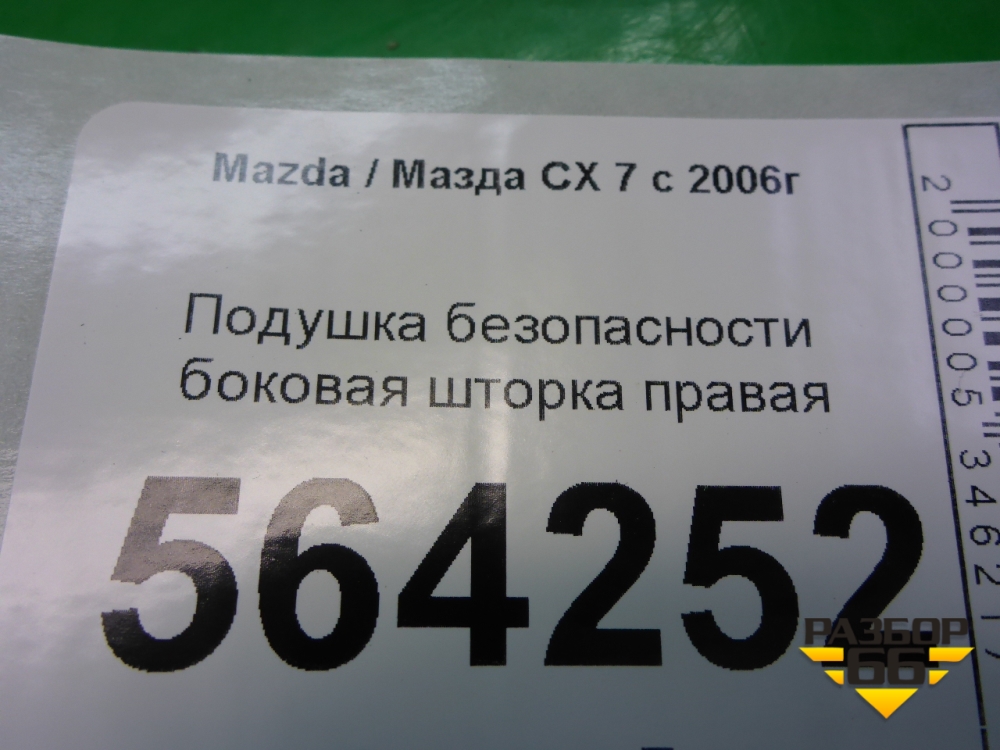 Mazda / Мазда CX 7 с 2006г
Подушка безопасности
боковая шторка правая
564252
2000005346217
РАЗБОР
66